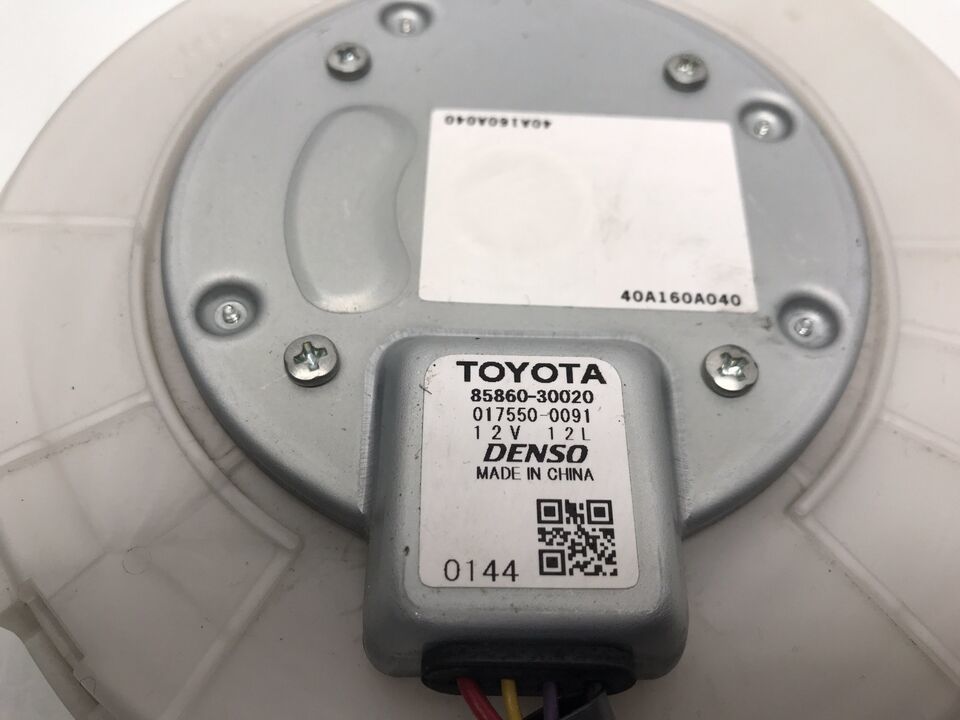 40A160A040
40A160A040
TOYOTA
85860-30020
017550-0091
12V 12L
DENSO
MADE IN CHINA
0144